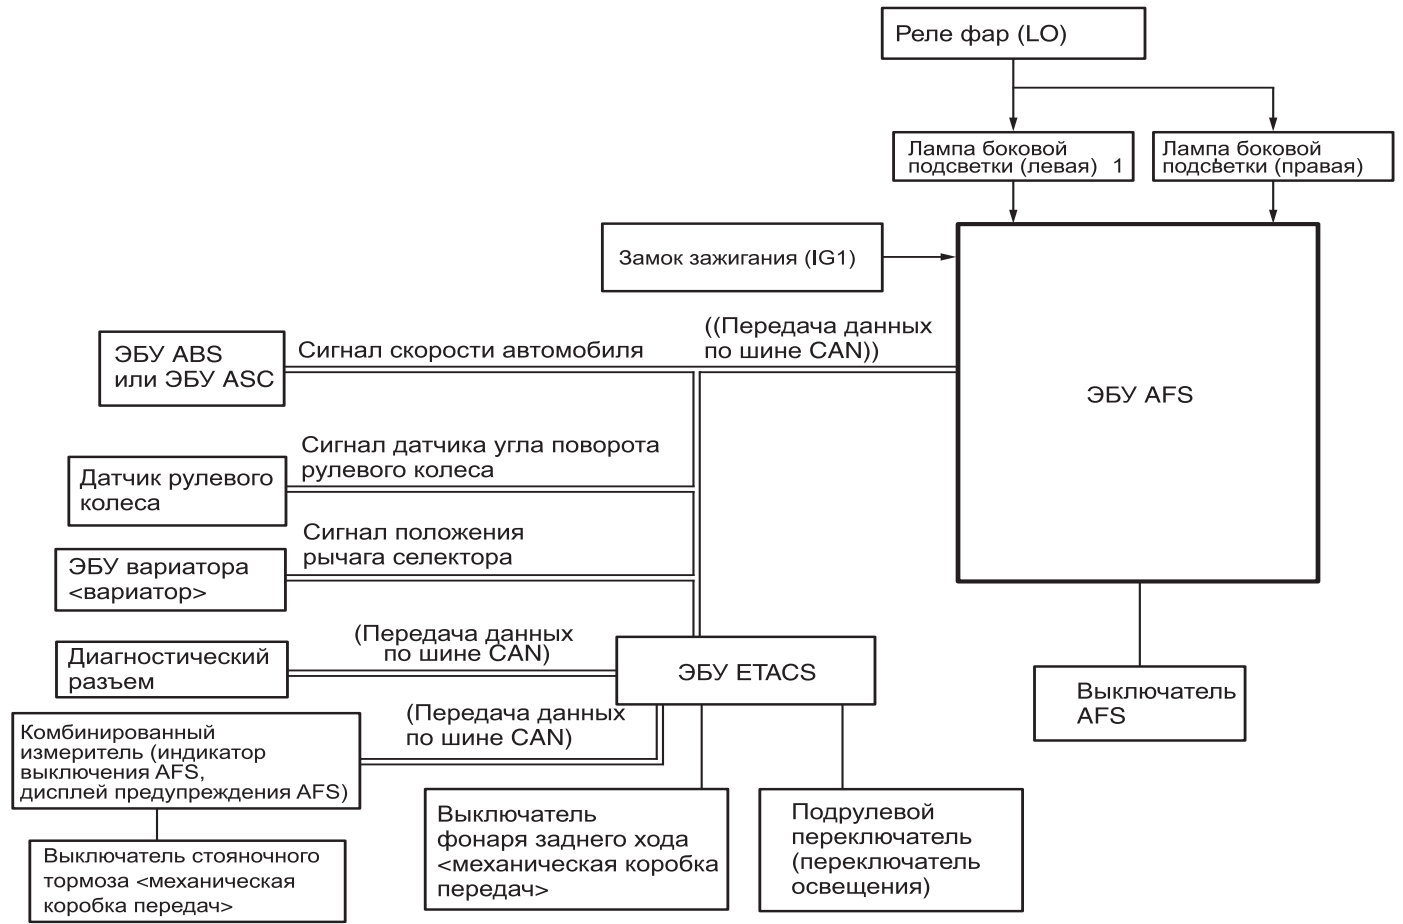 Реле фар (LO)
Лампа боковой
подсветки (левая) 1
Лампа боковой
подсветки (правая)
Замок зажигания (IG1)
ЭБУ ABS
или ЭБУ ASC
Сигнал скорости автомобиля
((Передача данных
по шине CAN))
ЭБУ AFS
Сигнал датчика угла поворота
рулевого колеса
Датчик рулевого
колеса
Сигнал положения
рычага селектора
ЭБУ вариатора
<вариатор>
(Передача данных
по шине CAN)
Диагностический
разъем
ЭБУ ETACS
Выключатель
AFS
(Передача данных
по шине CAN)
Комбинированный
измеритель (индикатор
выключения AFS,
дисплей предупреждения AFS)
Выключатель
фонаря заднего хода
<механическая коробка
передач>
Подрулевой
переключатель
(переключатель
освещения)
Выключатель стояночного
тормоза <механическая
коробка передач>